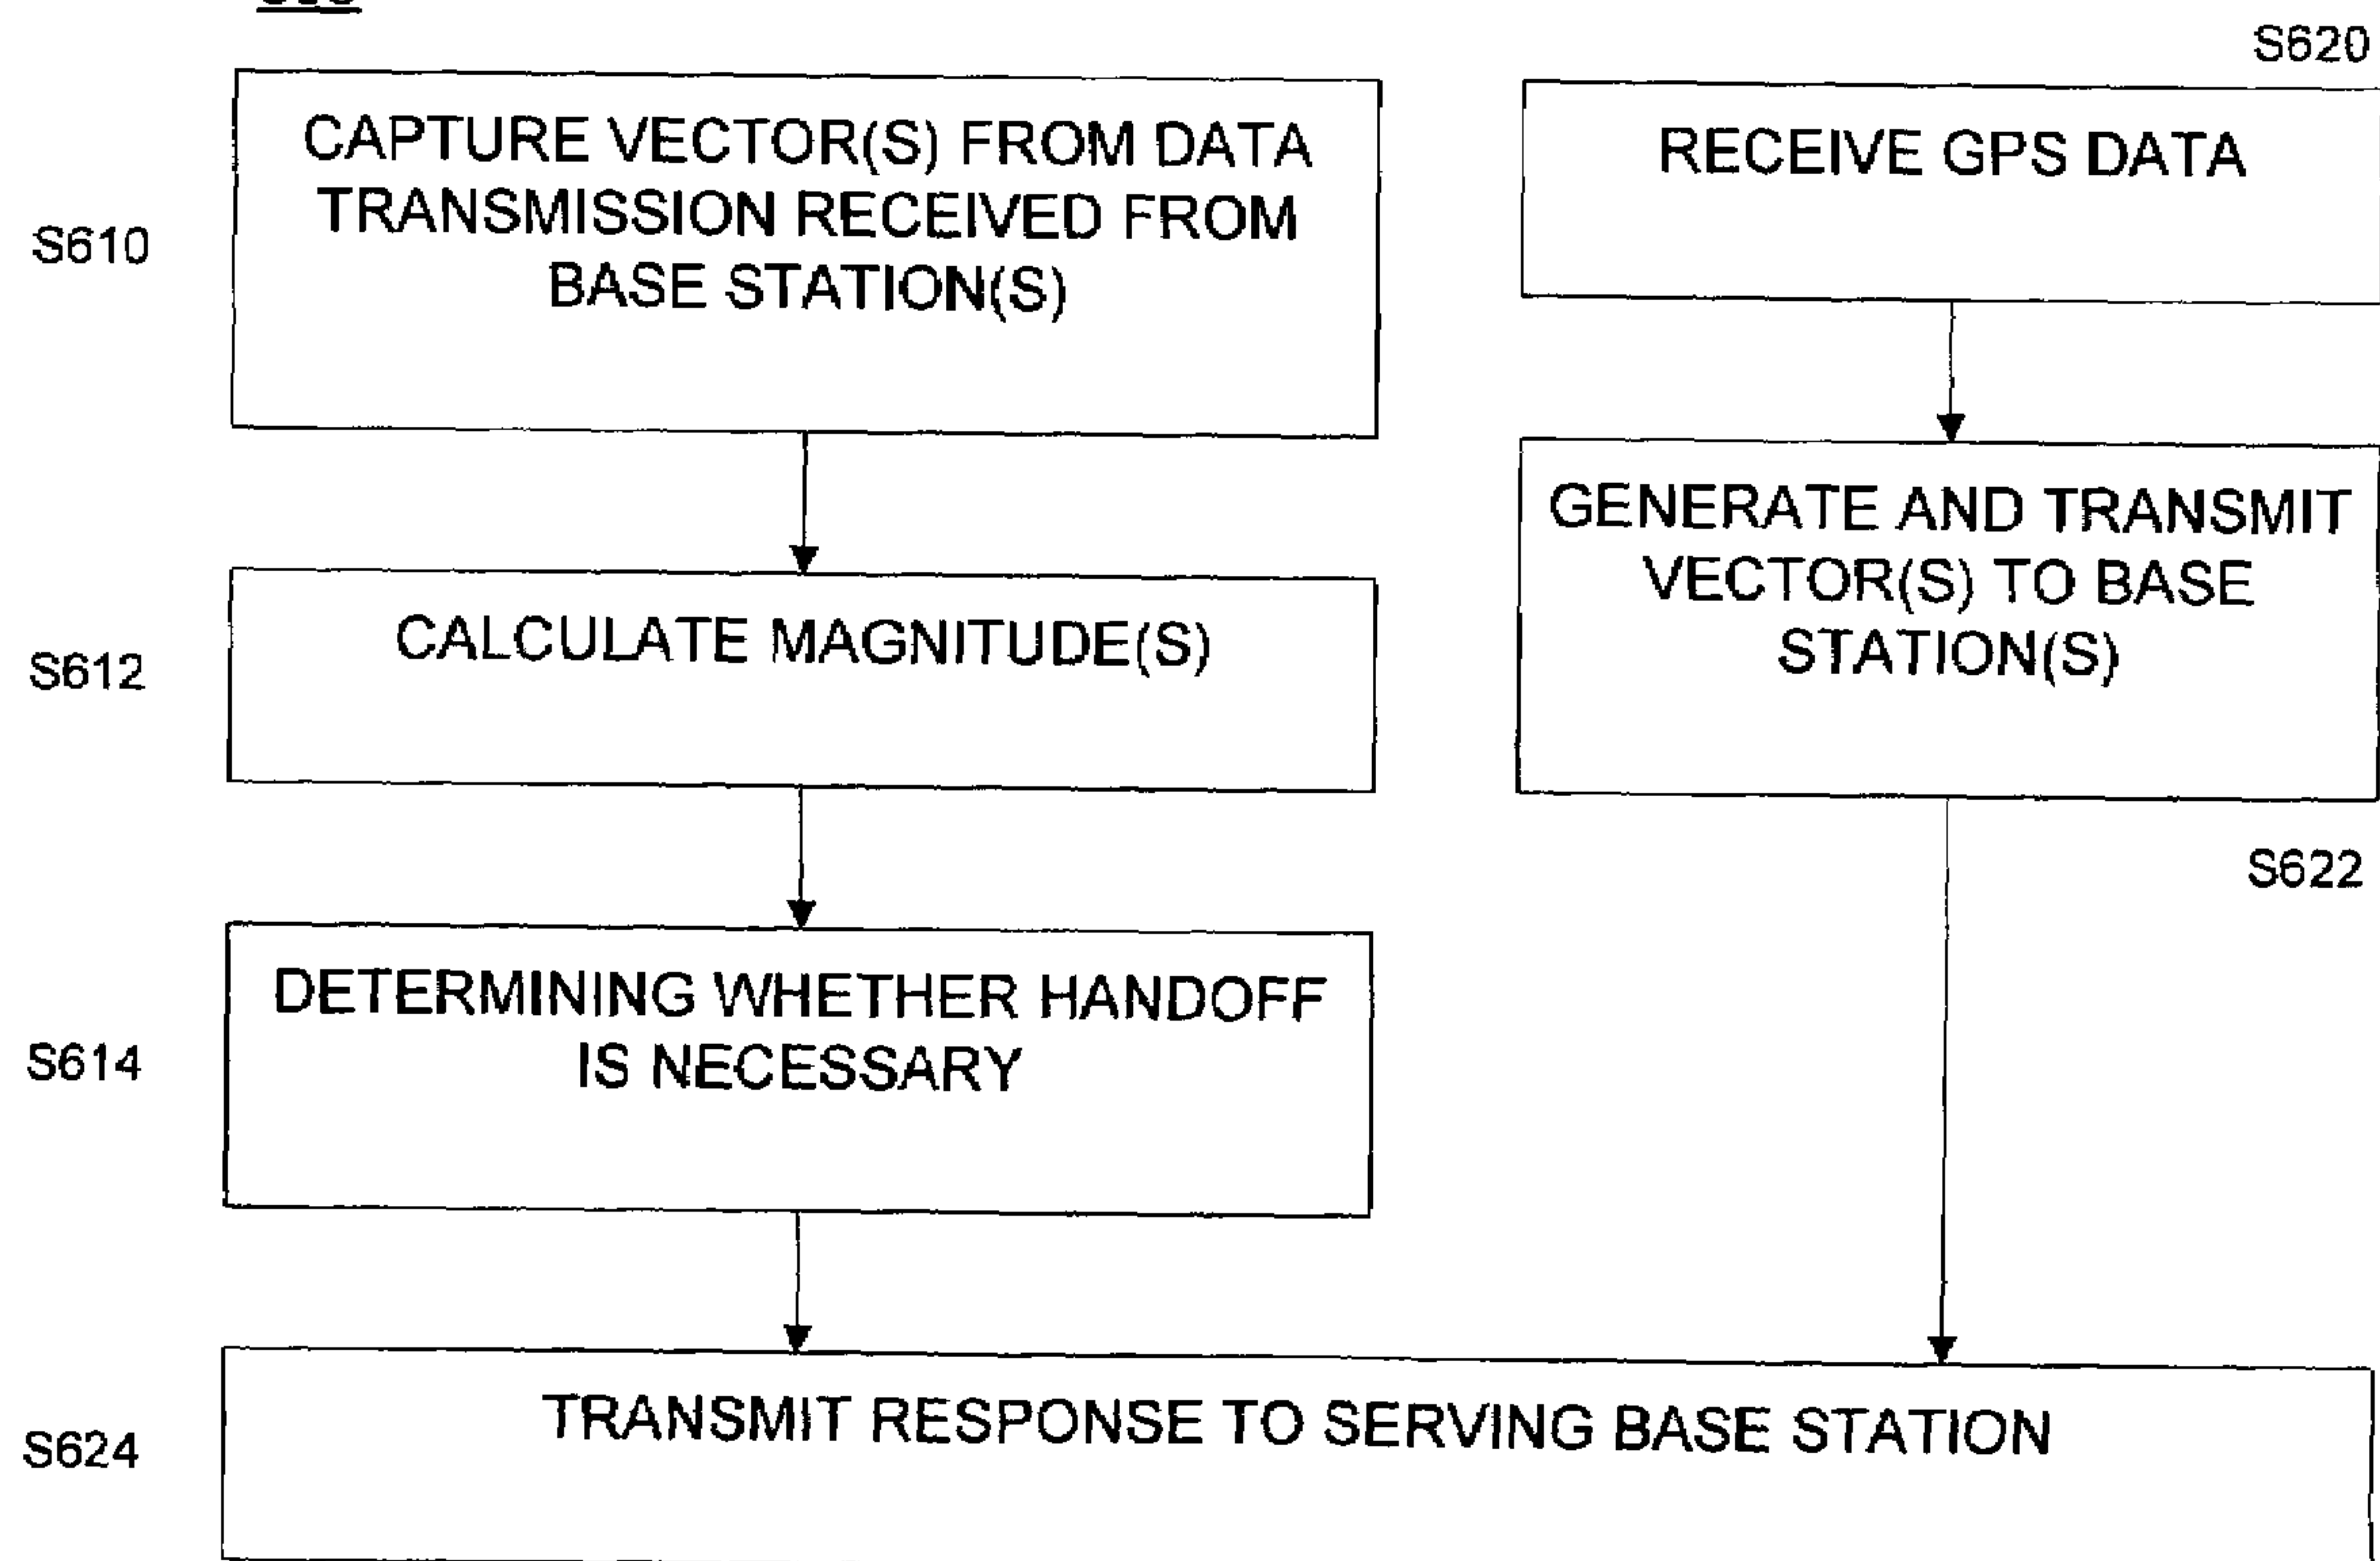 S620
CAPTURE VECTOR(S) FROM DATA
TRANSMISSION RECEIVED FROM
BASE STATION(S)
S610
RECEIVE GPS DATA
GENERATE AND TRANSMIT
VECTOR(S) TO BASE
STATION(S)
S622
CALCULATE MAGNITUDE(S)
S612
DETERMINING WHETHER HANDOFF
IS NECESSARY
S614
TRANSMIT RESPONSE TO SERVING BASE STATION
S624